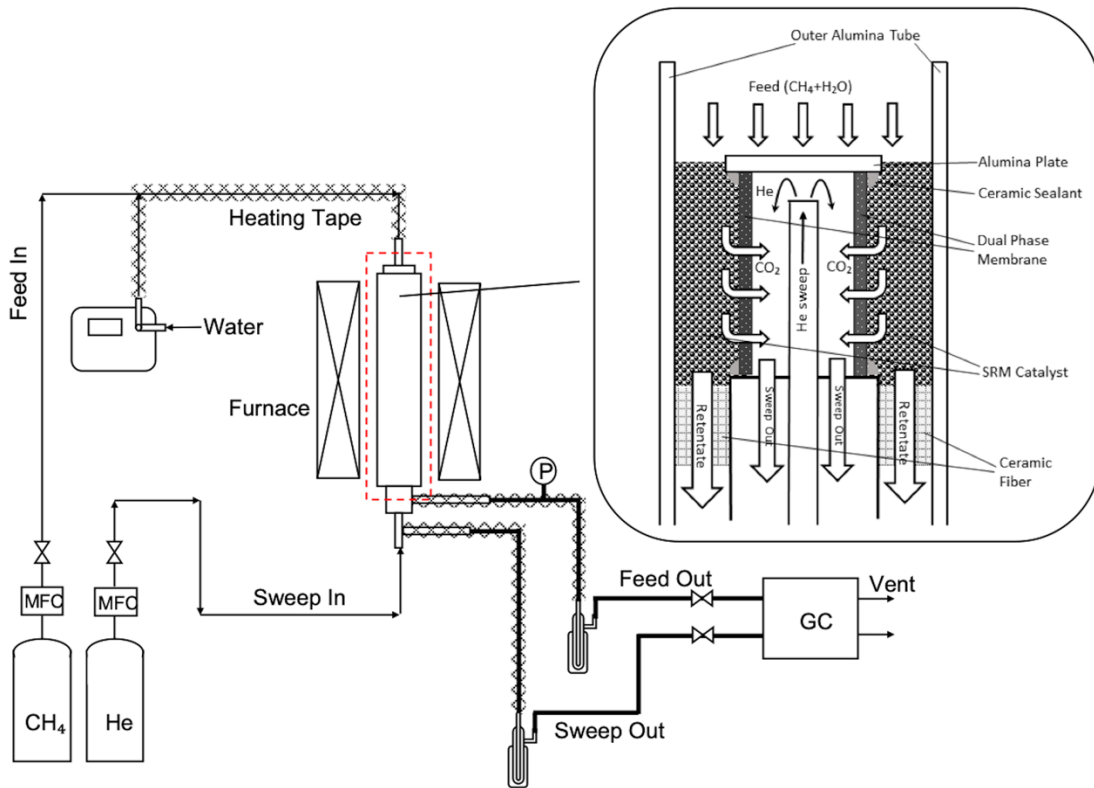 Outer Alumina Tube
Feed (CH₄+H₂O)
Alumina Plate
Ceramic Sealant
He
Dual Phase
Membrane
CO₂
CO₂
He sweep
SRM Catalyst
Sweep Out
Sweep Out
Retentate
Retentate
Ceramic
Fiber
Heating Tape
Feed In
Water
Furnace
P
Feed Out
Vent
MFC
MFC
Sweep In
GC
CH₄
He
Sweep Out